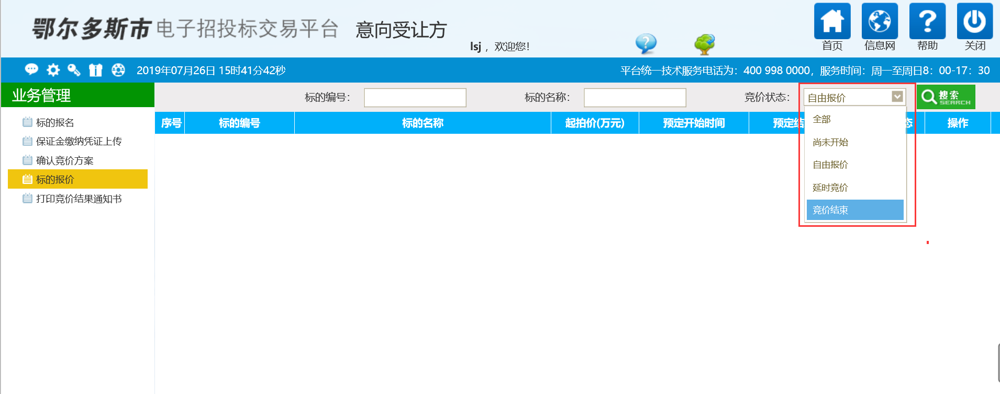 鄂尔多斯市 电子招投标交易平台 意向受让方
lsj ，欢迎您！
首页 信息网 帮助 关闭
2019年07月26日 15时41分42秒
平台统一技术服务电话为：400 998 0000，服务时间：周一至周日8：00-17：30
业务管理
标的报名
保证金缴纳凭证上传
确认竞价方案
标的报价
打印竞价结果通知书
标的编号： 标的名称： 竞价状态： 自由报价 搜索 SEARCH
序号 标的编号 标的名称 起拍价(万元) 预定开始时间 预定结 态 操作
全部
尚未开始
自由报价
延时竞价
竞价结束